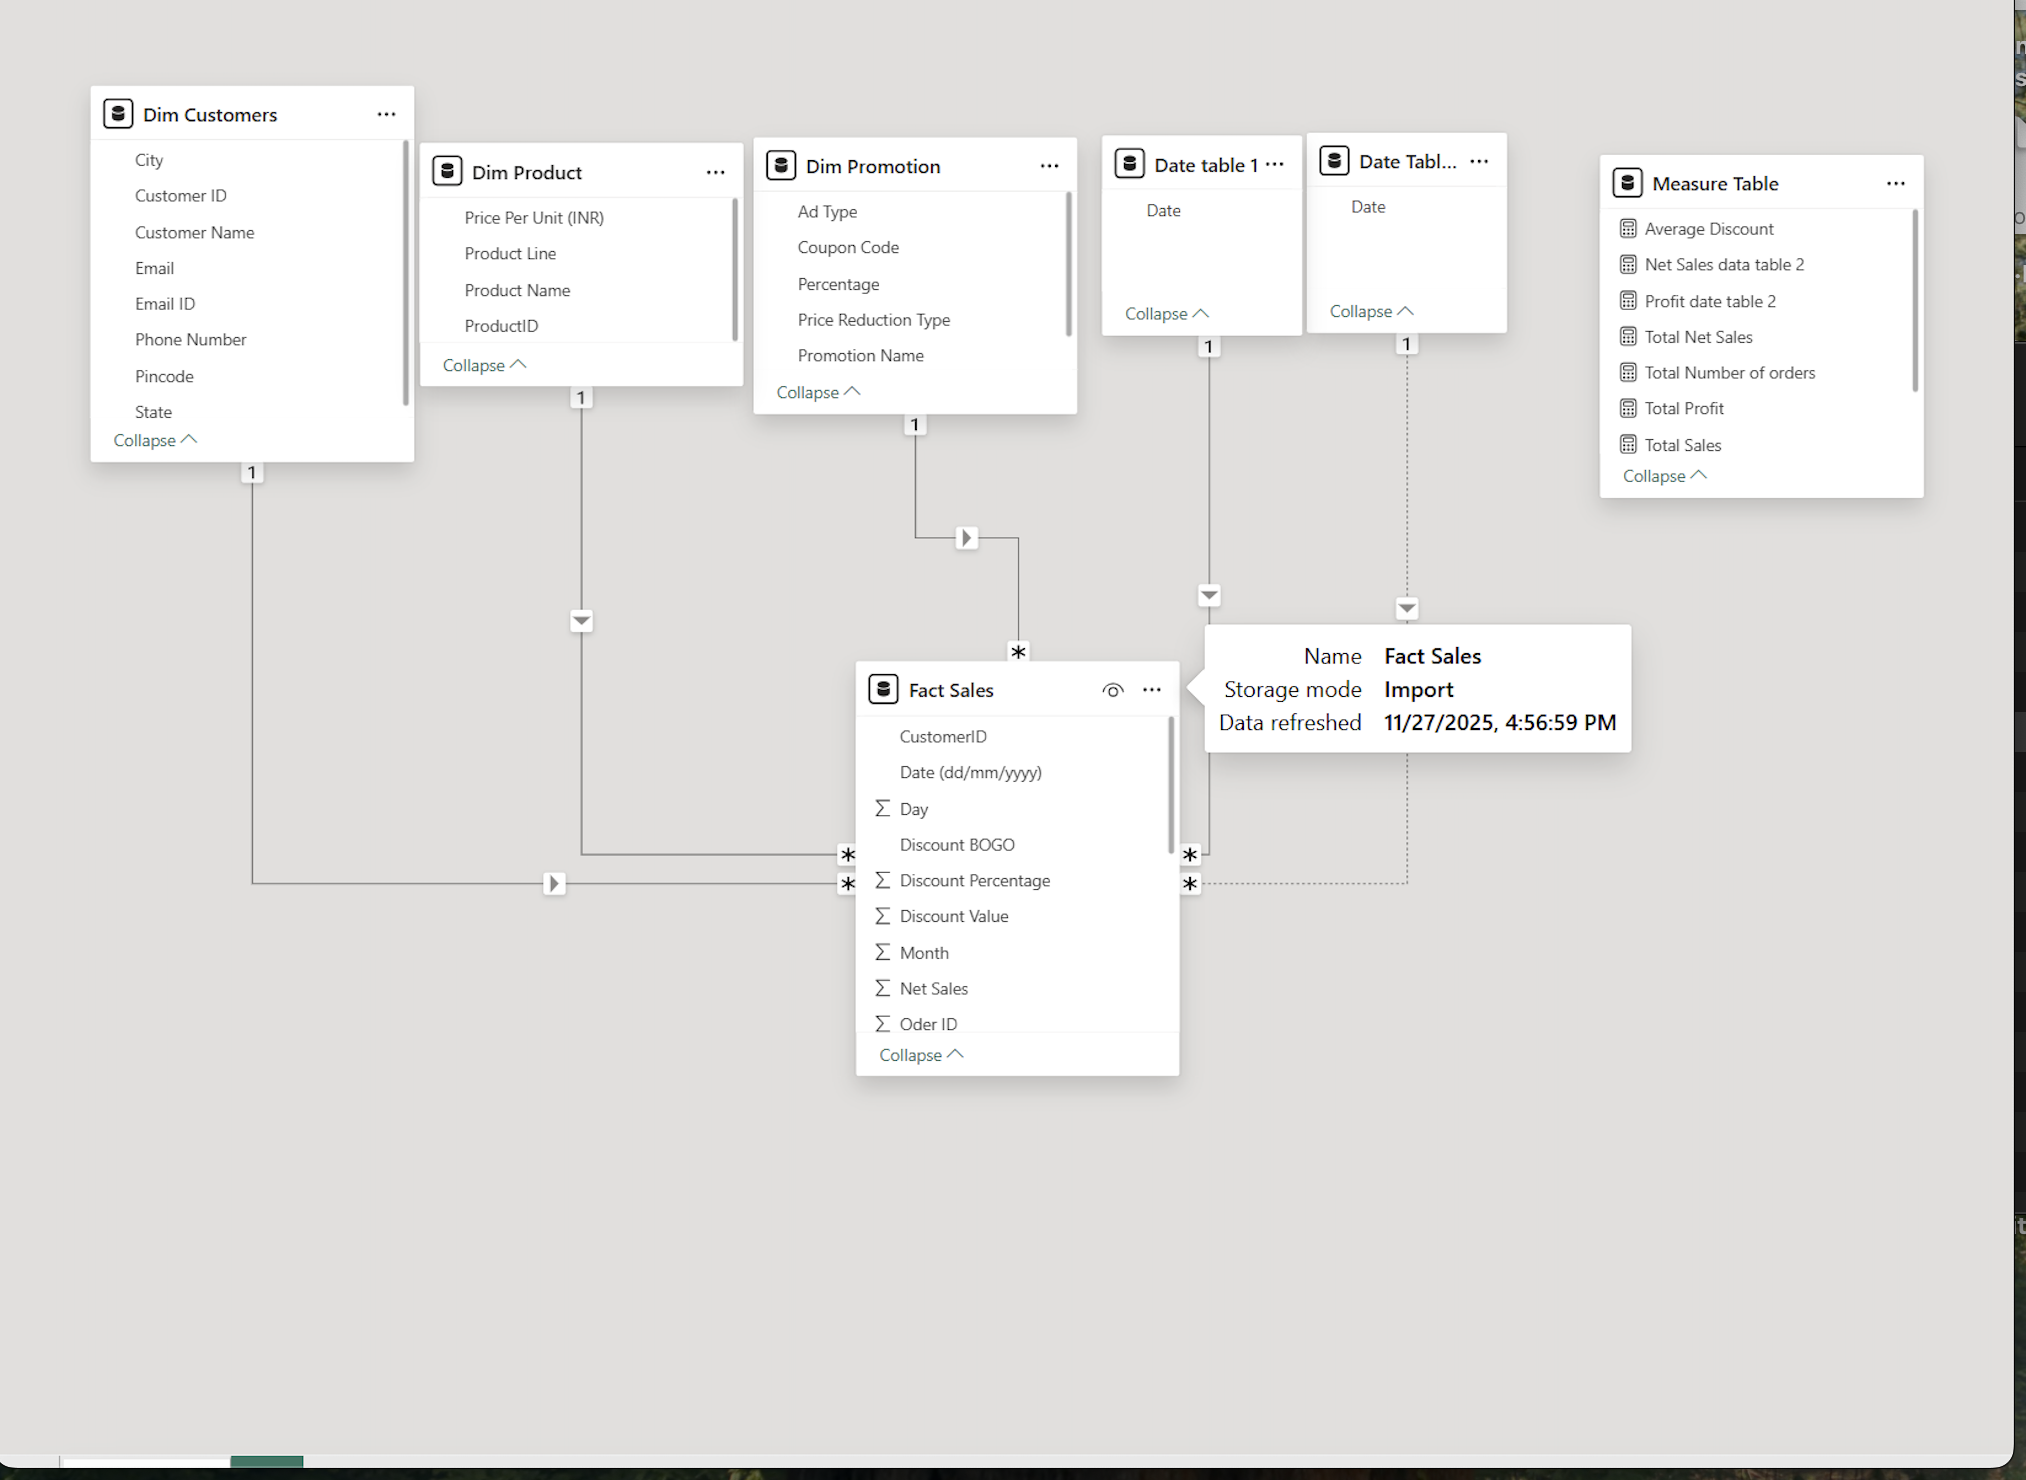 Dim Customers
City
Customer ID
Customer Name
Email
Email ID
Phone Number
Pincode
State
Collapse
1
Dim Product
Price Per Unit (INR)
Product Line
Product Name
ProductID
Collapse
1
Dim Promotion
Ad Type
Coupon Code
Percentage
Price Reduction Type
Promotion Name
Collapse
1
Date table 1
Date
Collapse
1
Date Tabl...
Date
Collapse
1
Measure Table
Average Discount
Net Sales data table 2
Profit date table 2
Total Net Sales
Total Number of orders
Total Profit
Total Sales
Collapse
*
Fact Sales
CustomerID
Date (dd/mm/yyyy)
Σ Day
Discount BOGO
Σ Discount Percentage
Σ Discount Value
Σ Month
Σ Net Sales
Σ Oder ID
Collapse
*
*
*
*
Name Fact Sales
Storage mode Import
Data refreshed 11/27/2025, 4:56:59 PM